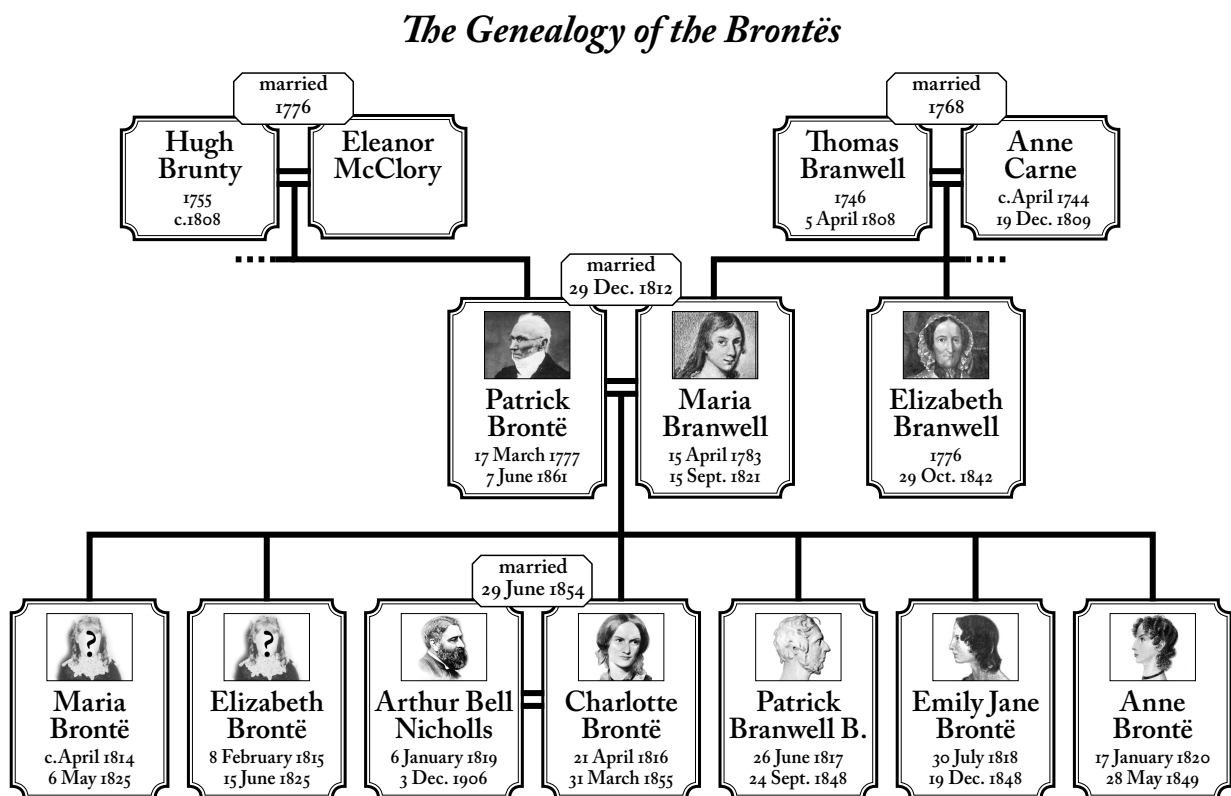 The Genealogy of the Brontës
married
1776
married
1768
Hugh
Brunty
1755
c.1808
Eleanor
McClory
Thomas
Branwell
1746
5 April 1808
Anne
Carne
c.April 1744
19 Dec. 1809
married
29 Dec. 1812
Patrick
Brontë
17 March 1777
7 June 1861
Maria
Branwell
15 April 1783
15 Sept. 1821
Elizabeth
Branwell
1776
29 Oct. 1842
married
29 June 1854
?
Maria
Brontë
c.April 1814
6 May 1825
?
Elizabeth
Brontë
8 February 1815
15 June 1825
Arthur Bell
Nicholls
6 January 1819
3 Dec. 1906
Charlotte
Brontë
21 April 1816
31 March 1855
Patrick
Branwell B.
26 June 1817
24 Sept. 1848
Emily Jane
Brontë
30 July 1818
19 Dec. 1848
Anne
Brontë
17 January 1820
28 May 1849